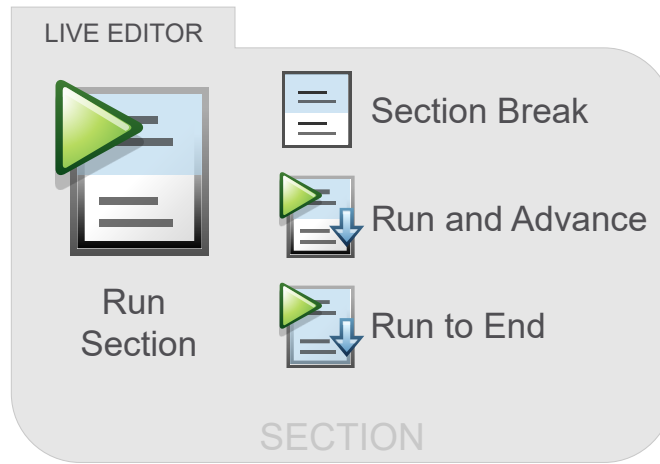 LIVE EDITOR
Run
Section
Section Break
Run and Advance
Run to End
SECTION